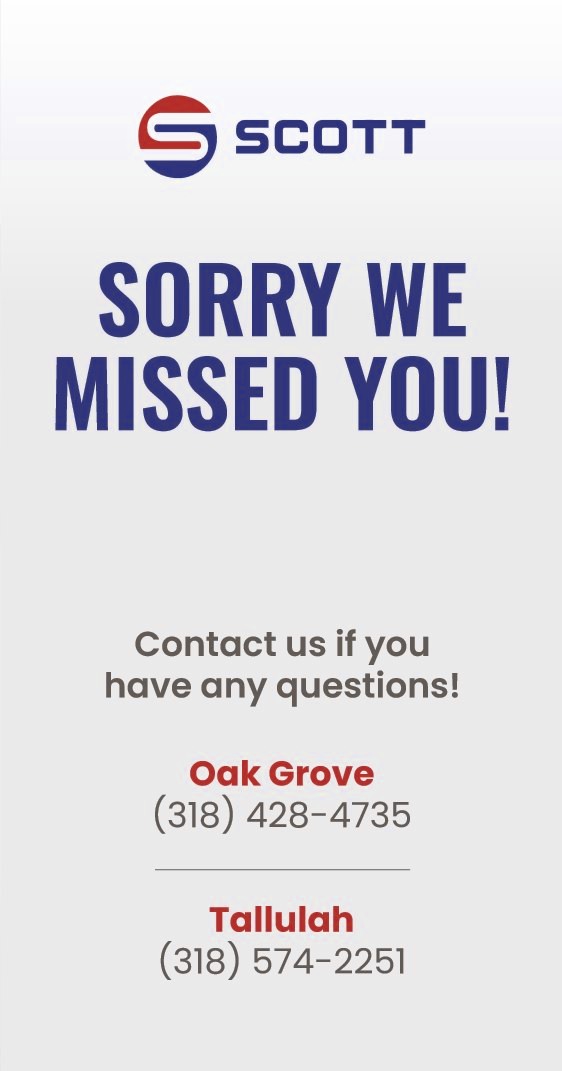 SCOTT
SORRY WE
MISSED YOU!
Contact us if you
have any questions!
Oak Grove
(318) 428-4735
Tallulah
(318) 574-2251